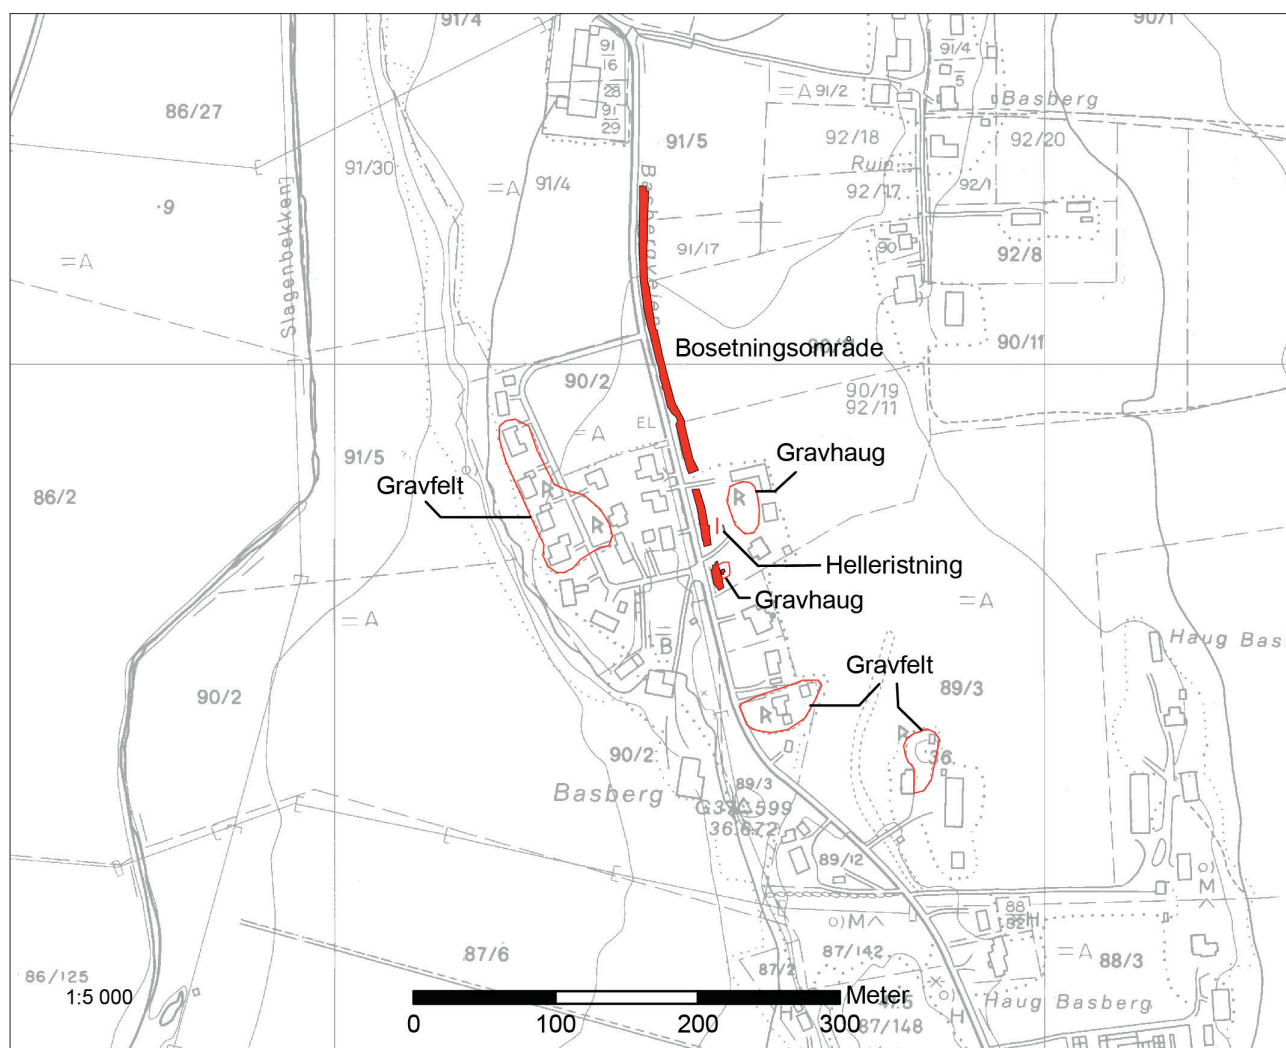 91/4
90/1
91
16
28
91
29
91/4
5
86/27
=A 91/2
Basberg
91/5
92/18
92/20
91/30
Ruin
=A
91/4
92/17
92/1
9
Basbergveien
Slagenbekken
91/17
90
92/8
=A
Bosetningsområde
90/11
90/2
90/19
92/11
=A
EL
91/5
Gravhaug
86/2
Gravfelt
R
R
R
Helleristning
Gravhaug
=A
=A
B
Haug Bas
Gravfelt
89/3
90/2
R
R
36
90/2
89/3
Basberg
36.672
89/12
M
M
88
H
87/6
87/142
=A
88/3
86/125
87/2
1:5 000
Meter
Haug Basberg
H
H
0
100
200
300
87/148